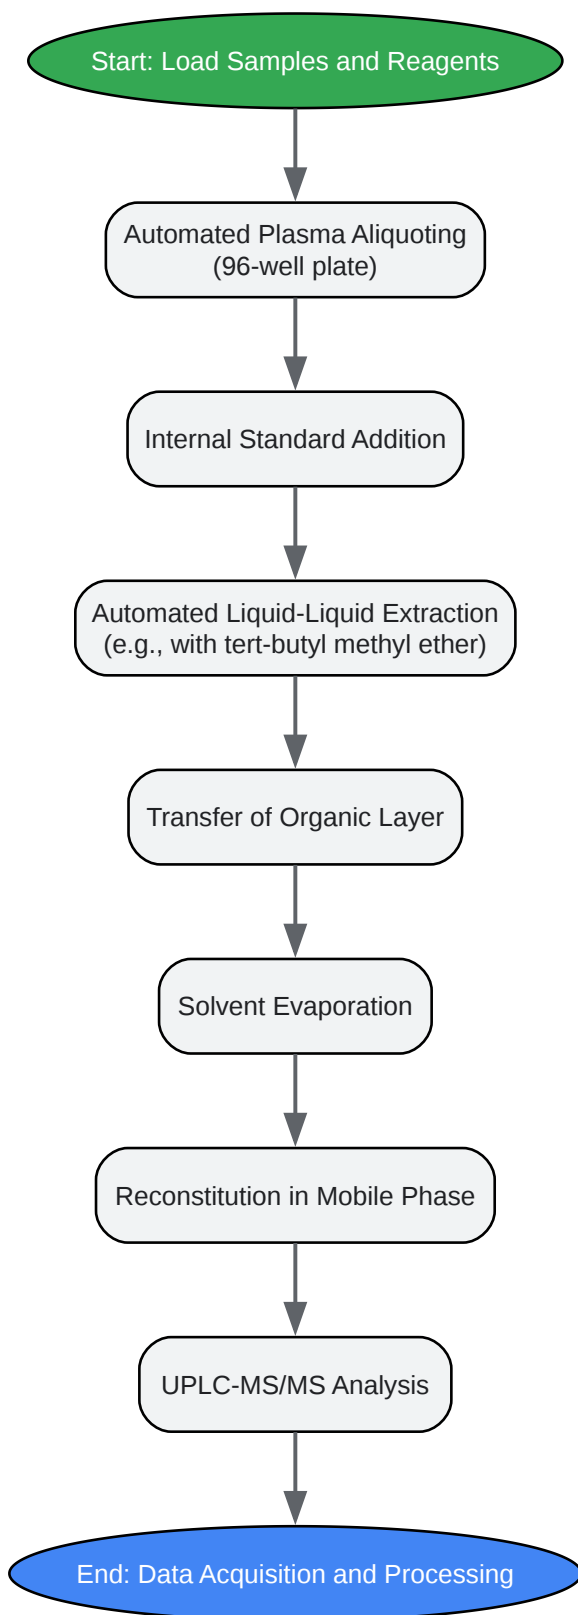 Start: Load Samples and Reagents
Automated Plasma Aliquoting
(96-well plate)
Internal Standard Addition
Automated Liquid-Liquid Extraction
(e.g., with tert-butyl methyl ether)
Transfer of Organic Layer
Solvent Evaporation
Reconstitution in Mobile Phase
UPLC-MS/MS Analysis
End: Data Acquisition and Processing